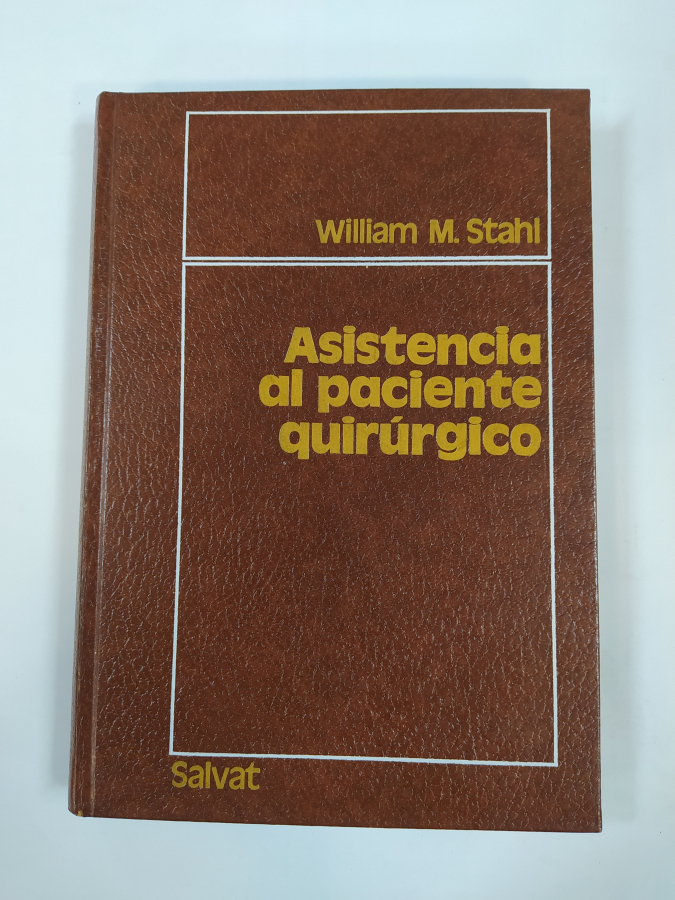 William M. Stahl
Asistencia
al paciente
quirúrgico
Salvat